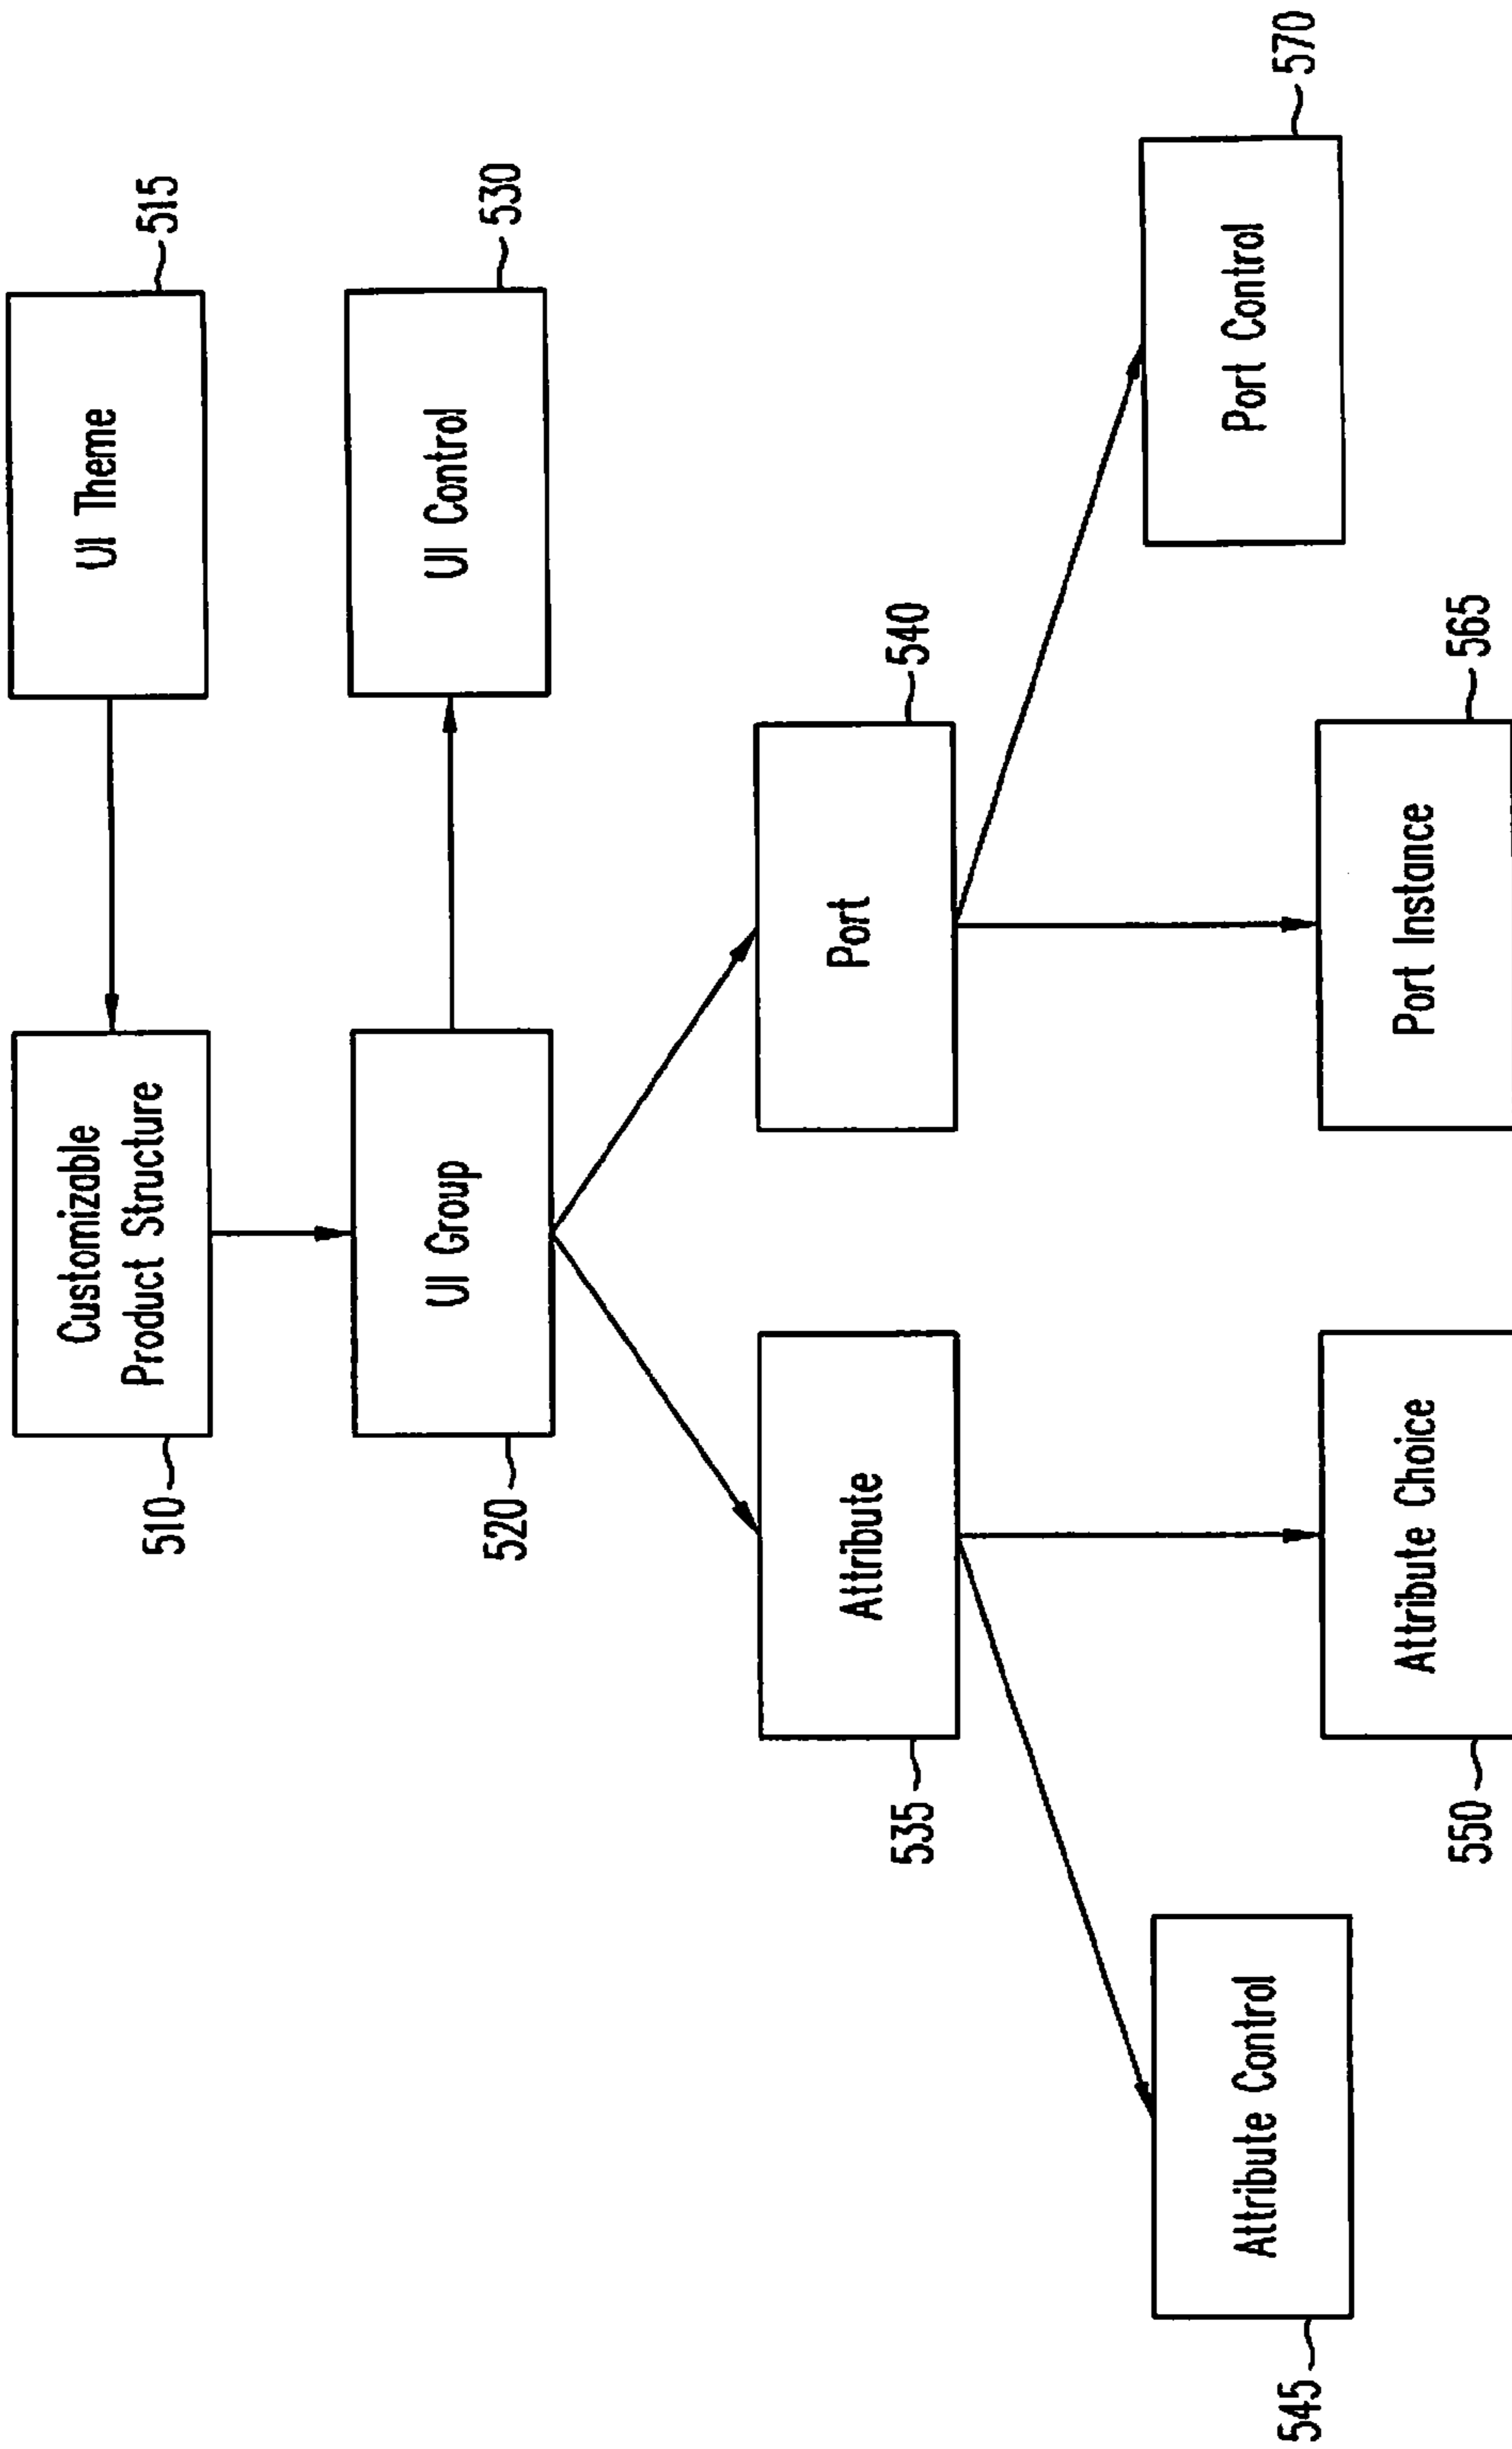 510
Customizable
Product Structure
UI Theme
515
520
UI Group
UI Control
530
535
Attribute
Port
540
545
Attribute Control
Port Control
570
550
Attribute Choice
Port Instance
565